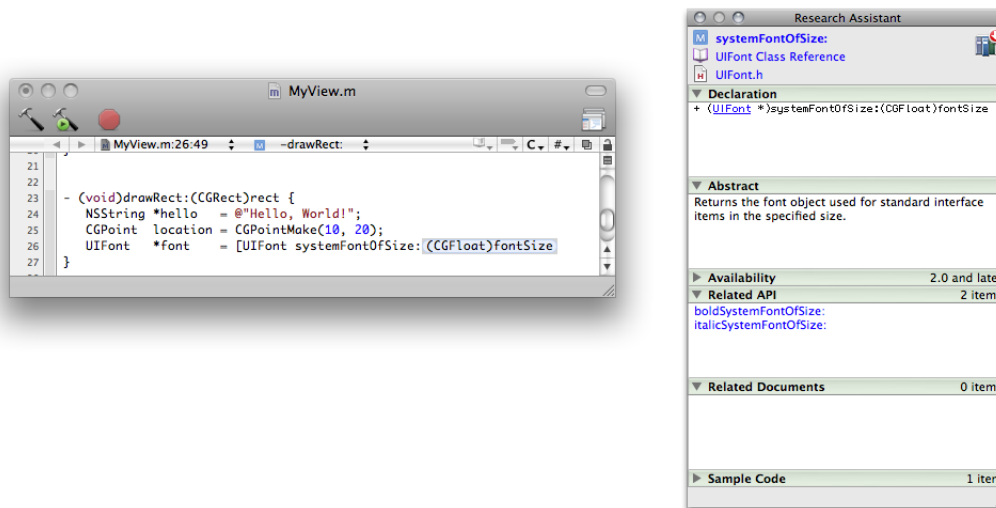 MyView.m
MyView.m:26:49 M -drawRect: C #
21
22
23 - (void)drawRect:(CGRect)rect {
24 NSString *hello = @"Hello, World!";
25 CGPoint location = CGPointMake(10, 20);
26 UIFont *font = [UIFont systemFontOfSize:(CGFloat)fontSize
27 }
Research Assistant
M systemFontOfSize:
UIFont Class Reference
H UIFont.h
Declaration
+ (UIFont *)systemFontOfSize:(CGFloat)fontSize
Abstract
Returns the font object used for standard interface
items in the specified size.
Availability 2.0 and late
Related API 2 item
boldSystemFontOfSize:
italicSystemFontOfSize:
Related Documents 0 item
Sample Code 1 iter